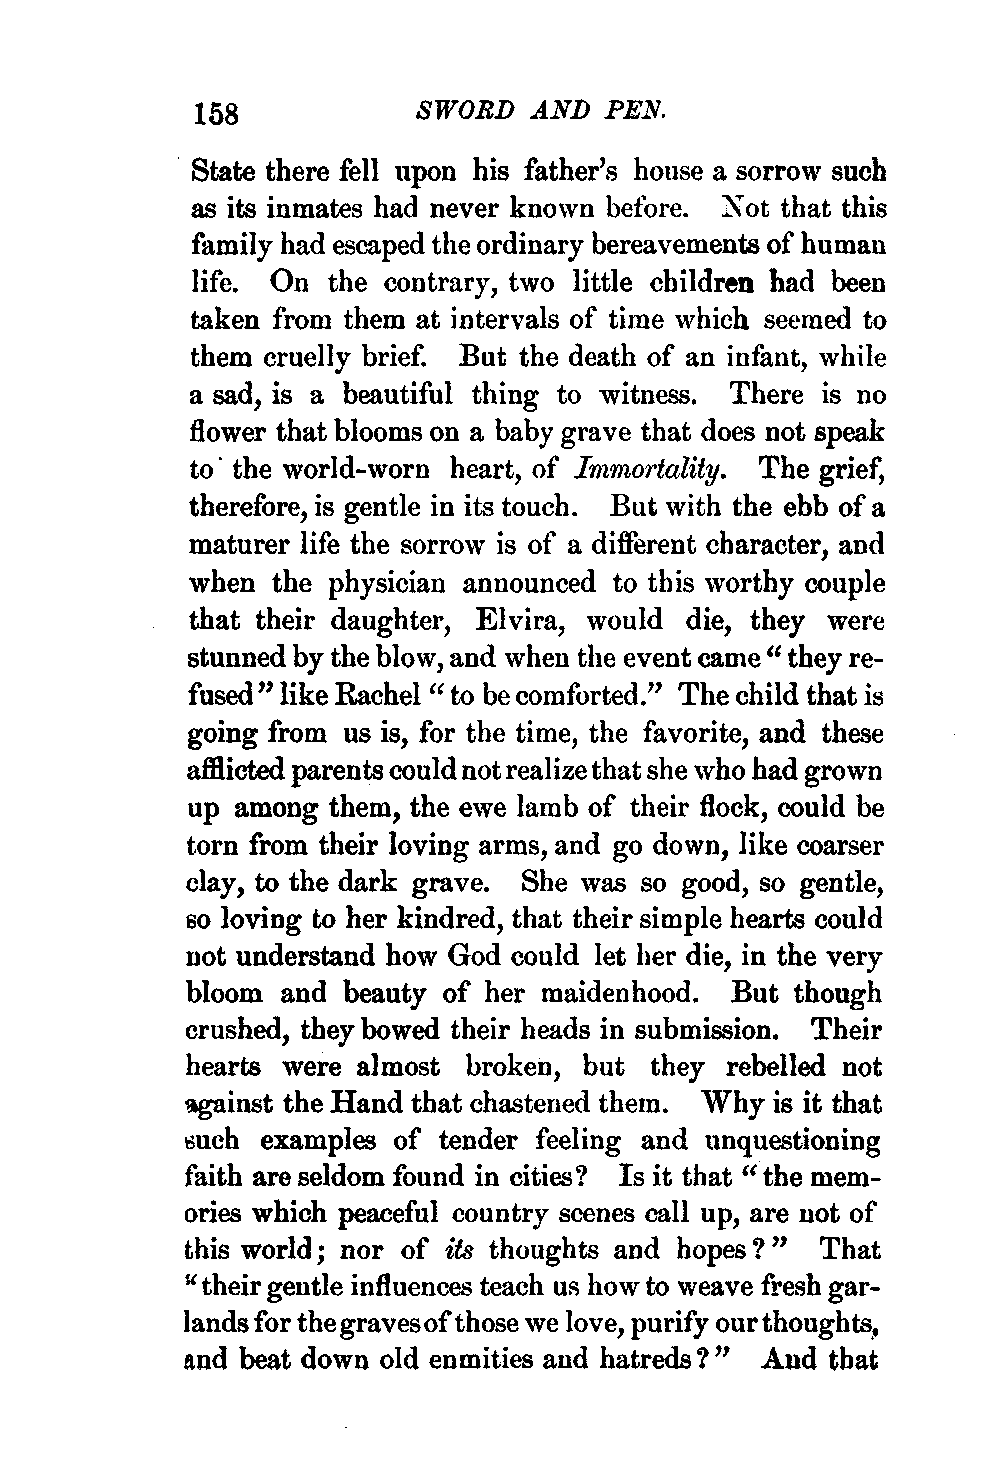 158 SWORD AND PEN.
State there fell upon his father's house a sorrow such
as its inmates had never known before. Not that this
family had escaped the ordinary bereavements of human
life. On the contrary, two little children had been
taken from them at intervals of time which seemed to
them cruelly brief. But the death of an infant, while
a sad, is a beautiful thing to witness. There is no
flower that blooms on a baby grave that does not speak
to the world-worn heart, of Immortality. The grief,
therefore, is gentle in its touch. But with the ebb of a
maturer life the sorrow is of a different character, and
when the physician announced to this worthy couple
that their daughter, Elvira, would die, they were
stunned by the blow, and when the event came "they re-
fused" like Rachel "to be comforted." The child that is
going from us is, for the time, the favorite, and these
afflicted parents could not realize that she who had grown
up among them, the ewe lamb of their flock, could be
torn from their loving arms, and go down, like coarser
clay, to the dark grave. She was so good, so gentle,
so loving to her kindred, that their simple hearts could
not understand how God could let her die, in the very
bloom and beauty of her maidenhood. But though
crushed, they bowed their heads in submission. Their
hearts were almost broken, but they rebelled not
against the Hand that chastened them. Why is it that
such examples of tender feeling and unquestioning
faith are seldom found in cities? Is it that "the mem-
ories which peaceful country scenes call up, are not of
this world; nor of its thoughts and hopes?" That
"their gentle influences teach us how to weave fresh gar-
lands for the graves of those we love, purify our thoughts,
and beat down old enmities and hatreds?" And that